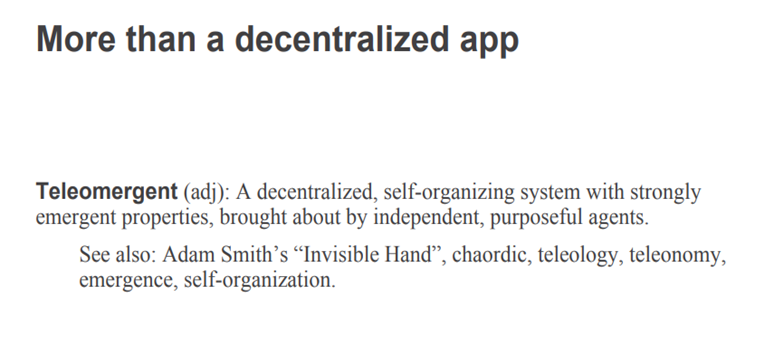 More than a decentralized app
Teleomergent (adj): A decentralized, self-organizing system with strongly
emergent properties, brought about by independent, purposeful agents.
See also: Adam Smith’s “Invisible Hand”, chaordic, teleology, teleonomy,
emergence, self-organization.